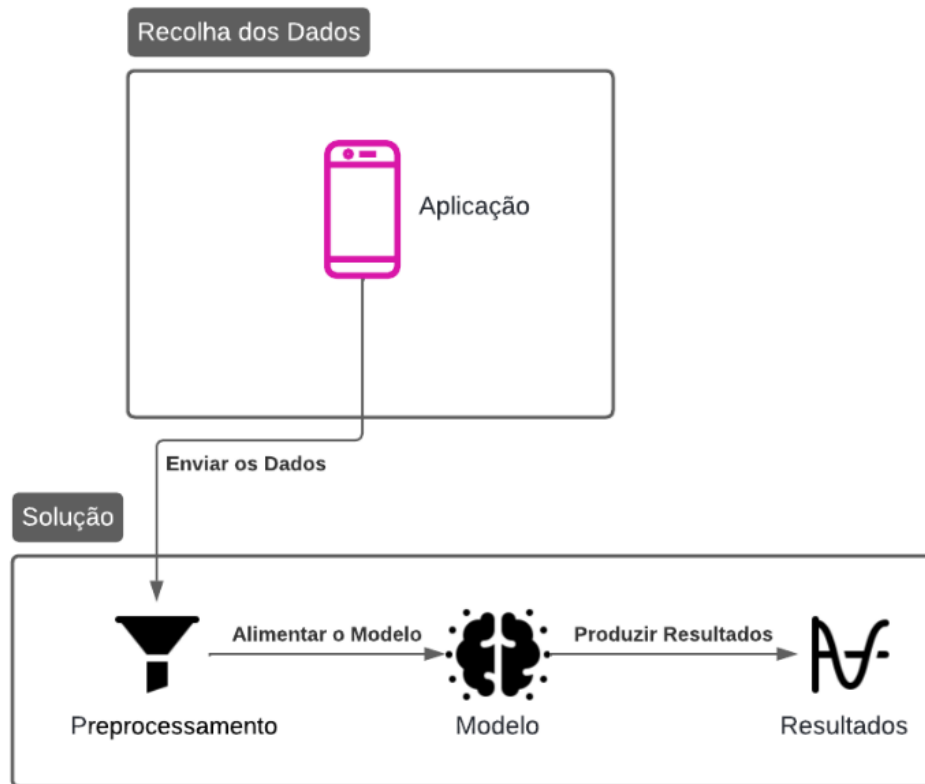 Recolha dos Dados
Aplicação
Enviar os Dados
Solução
Alimentar o Modelo
Produzir Resultados
Preprocessamento
Modelo
Resultados